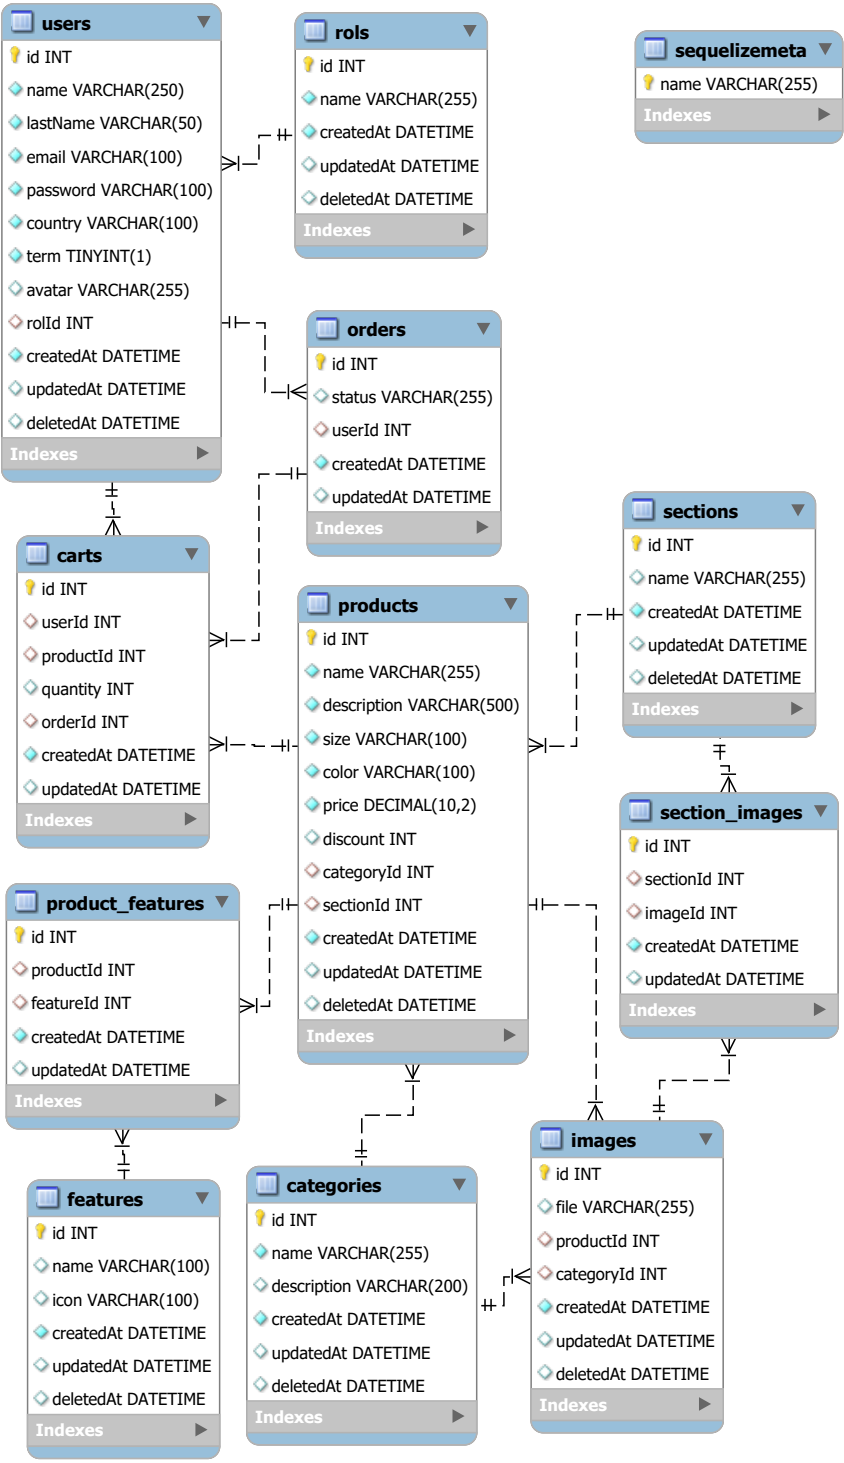 users
id INT
name VARCHAR(250)
lastName VARCHAR(50)
email VARCHAR(100)
password VARCHAR(100)
country VARCHAR(100)
term TINYINT(1)
avatar VARCHAR(255)
rolId INT
createdAt DATETIME
updatedAt DATETIME
deletedAt DATETIME
Indexes
rols
id INT
name VARCHAR(255)
createdAt DATETIME
updatedAt DATETIME
deletedAt DATETIME
Indexes
sequelizemeta
name VARCHAR(255)
Indexes
orders
id INT
status VARCHAR(255)
userId INT
createdAt DATETIME
updatedAt DATETIME
Indexes
carts
id INT
userId INT
productId INT
quantity INT
orderId INT
createdAt DATETIME
updatedAt DATETIME
Indexes
products
id INT
name VARCHAR(255)
description VARCHAR(500)
size VARCHAR(100)
color VARCHAR(100)
price DECIMAL(10,2)
discount INT
categoryId INT
sectionId INT
createdAt DATETIME
updatedAt DATETIME
deletedAt DATETIME
Indexes
sections
id INT
name VARCHAR(255)
createdAt DATETIME
updatedAt DATETIME
deletedAt DATETIME
Indexes
section_images
id INT
sectionId INT
imageId INT
createdAt DATETIME
updatedAt DATETIME
Indexes
product_features
id INT
productId INT
featureId INT
createdAt DATETIME
updatedAt DATETIME
Indexes
features
id INT
name VARCHAR(100)
icon VARCHAR(100)
createdAt DATETIME
updatedAt DATETIME
deletedAt DATETIME
Indexes
categories
id INT
name VARCHAR(255)
description VARCHAR(200)
createdAt DATETIME
updatedAt DATETIME
deletedAt DATETIME
Indexes
images
id INT
file VARCHAR(255)
productId INT
categoryId INT
createdAt DATETIME
updatedAt DATETIME
deletedAt DATETIME
Indexes